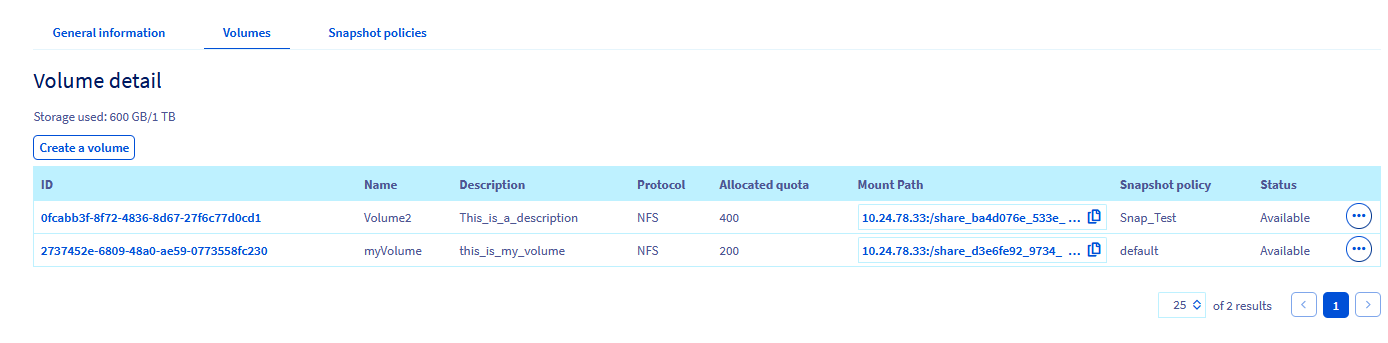 General information Volumes Snapshot policies
Volume detail
Storage used: 600 GB/1 TB
Create a volume
ID Name Description Protocol Allocated quota Mount Path Snapshot policy Status
0fcabb3f-8f72-4836-8d67-27f6c77d0cd1 Volume2 This_is_a_description NFS 400 10.24.78.33:/share_ba4d076e_533e_ ... Snap_Test Available
2737452e-6809-48a0-ae59-0773558fc230 myVolume this_is_my_volume NFS 200 10.24.78.33:/share_d3e6fe92_9734_ ... default Available
25 of 2 results 1